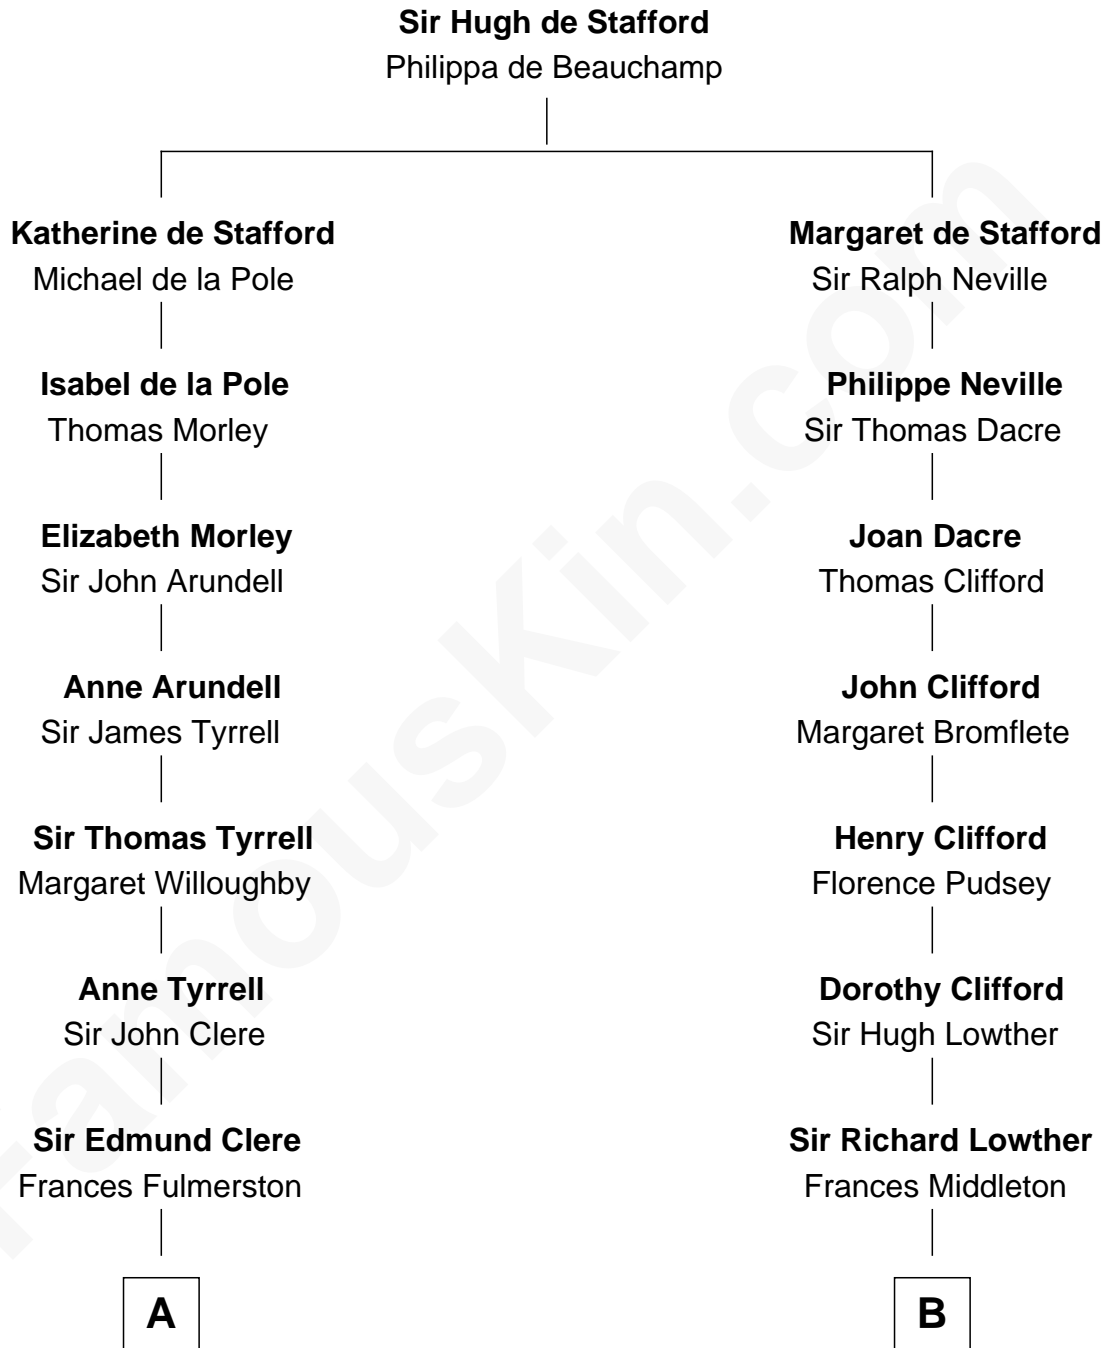 Sir Hugh de Stafford
Philippa de Beauchamp
Katherine de Stafford
Michael de la Pole
Margaret de Stafford
Sir Ralph Neville
Isabel de la Pole
Thomas Morley
Philippe Neville
Sir Thomas Dacre
Elizabeth Morley
Sir John Arundell
Joan Dacre
Thomas Clifford
Anne Arundell
Sir James Tyrrell
John Clifford
Margaret Bromflete
Sir Thomas Tyrrell
Margaret Willoughby
Henry Clifford
Florence Pudsey
Anne Tyrrell
Sir John Clere
Dorothy Clifford
Sir Hugh Lowther
Sir Edmund Clere
Frances Fulmerston
Sir Richard Lowther
Frances Middleton
A
B
FamousKin.com